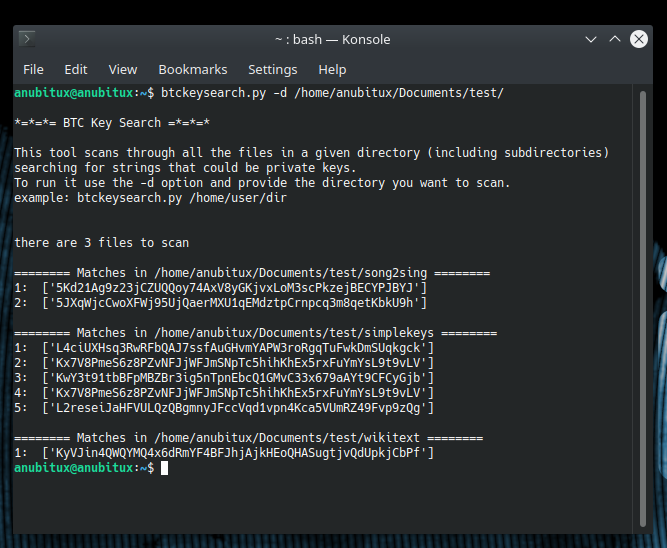 ~ : bash — Konsole
File Edit View Bookmarks Settings Help
anubitux@anubitux:~$ btckeysearch.py -d /home/anubitux/Documents/test/
*=*=*= BTC Key Search =*=*=*
This tool scans through all the files in a given directory (including subdirectories)
searching for strings that could be private keys.
To run it use the -d option and provide the directory you want to scan.
example: btckeysearch.py /home/user/dir
there are 3 files to scan
======== Matches in /home/anubitux/Documents/test/song2sing ========
1:  ['5Kd21Ag9z23jCZUQQoy74AxV8yGKjvxLoM3scPkzejBECYPJBYJ']
2:  ['5JXqWjcCwoXFWj95UjQaerMXU1qEMdztpCrnpcq3m8qetKbkU9h']
======== Matches in /home/anubitux/Documents/test/simplekeys ========
1:  ['L4ciUXHsq3RwRFbQAJ7ssfAuGHvmYAPW3roRgqTuFwkDmSUqkgck']
2:  ['Kx7V8PmeS6z8PZvNFJjWFJmSNpTc5hihKhEx5rxFuYmYsL9t9vLV']
3:  ['KwY3t91tbBFpMBZBr3ig5nTpnEbcQ1GMvC33x679aAYt9CFCyGjb']
4:  ['Kx7V8PmeS6z8PZvNFJjWFJmSNpTc5hihKhEx5rxFuYmYsL9t9vLV']
5:  ['L2reseiJaHFVULQzQBgmnyJFccVqd1vpn4Kca5VUmRZ49Fvp9zQg']
======== Matches in /home/anubitux/Documents/test/wikitext ========
1:  ['KyVJin4QWQYMQ4x6dRmYF4BFJhjAjkHEoQHASugtjvQdUpkjCbPf']
anubitux@anubitux:~$